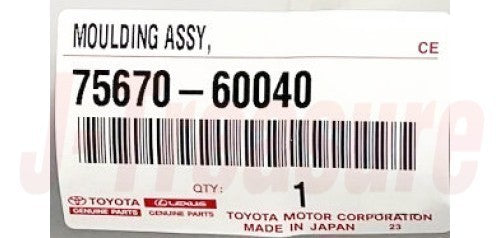 MOULDING ASSY,
CE
75670-60040
QTY: 1
TOYOTA GENUINE PARTS
LEXUS GENUINE PARTS
TOYOTA MOTOR CORPORATION
MADE IN JAPAN 23
J-Treasure